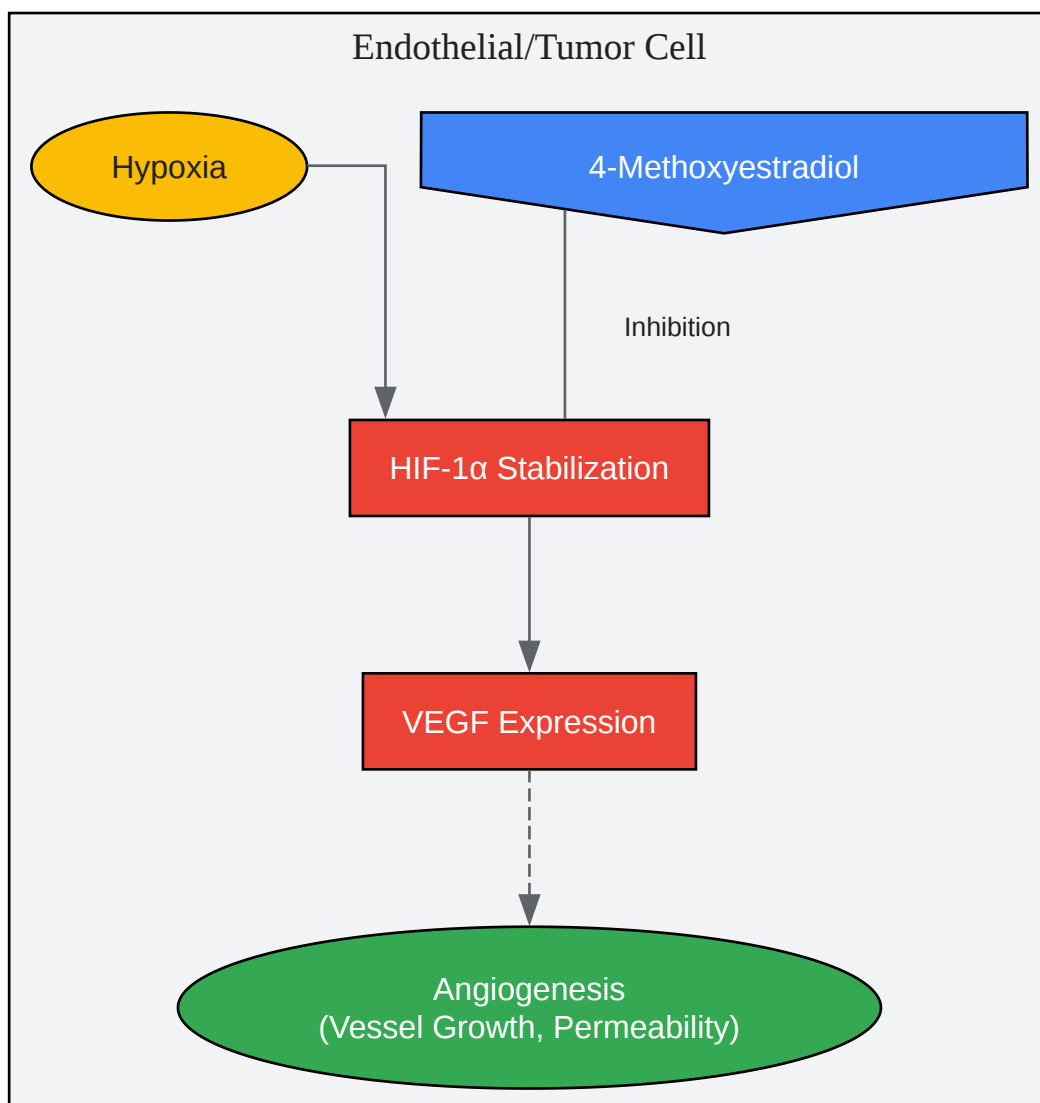 Endothelial/Tumor Cell
Hypoxia
4-Methoxyestradiol
Inhibition
HIF-1α Stabilization
VEGF Expression
Angiogenesis
(Vessel Growth, Permeability)